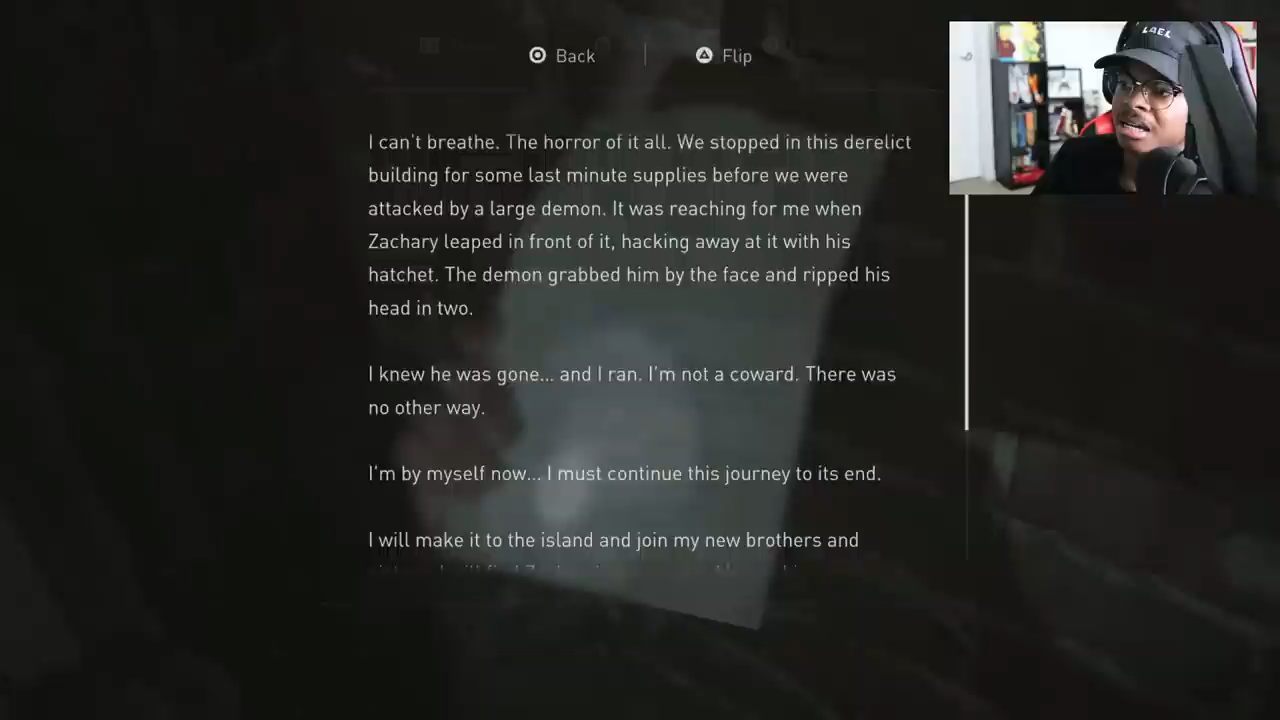 Back
Flip
I can't breathe. The horror of it all. We stopped in this derelict
building for some last minute supplies before we were
attacked by a large demon. It was reaching for me when
Zachary leaped in front of it, hacking away at it with his
hatchet. The demon grabbed him by the face and ripped his
head in two.
I knew he was gone... and I ran. I'm not a coward. There was
no other way.
I'm by myself now... I must continue this journey to its end.
I will make it to the island and join my new brothers and